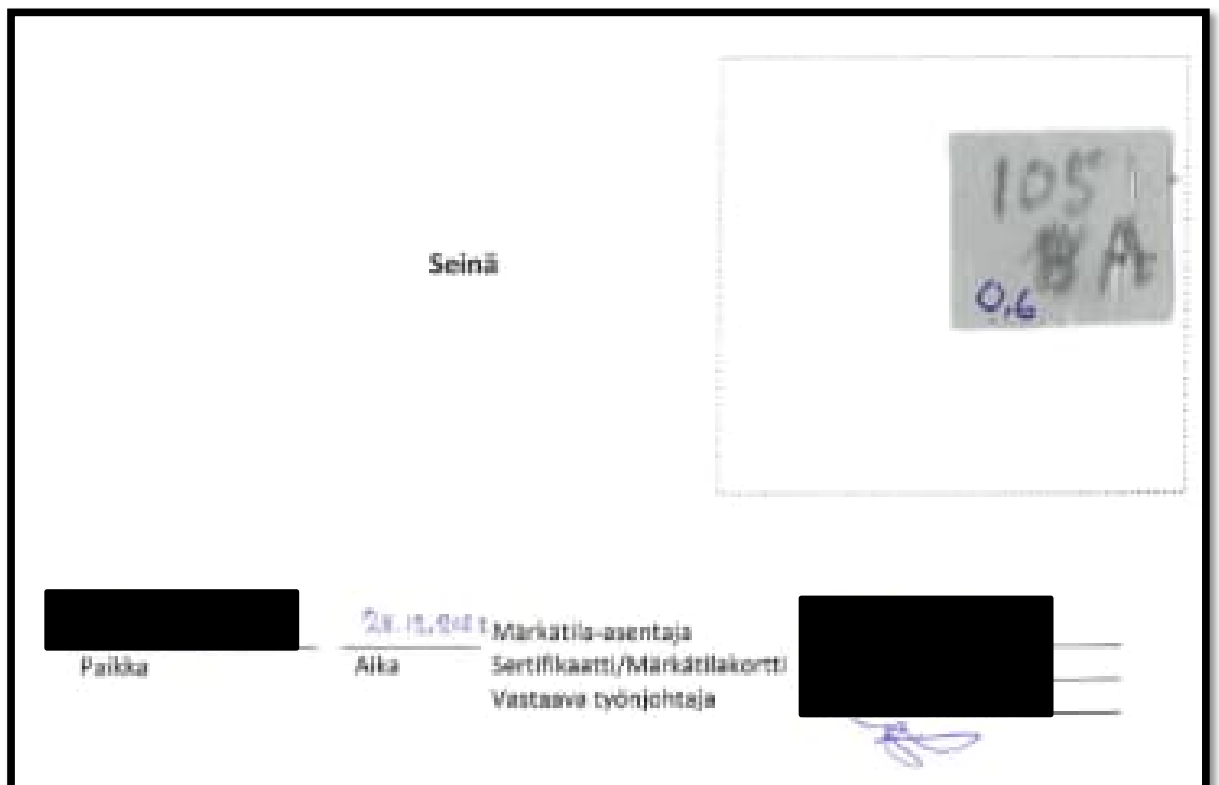 105
A
0,6
Seinä
Paikka
Aika
Märkätila-asentaja
Sertifikaatti/Märkätilakortti
Vastaava työnjohtaja